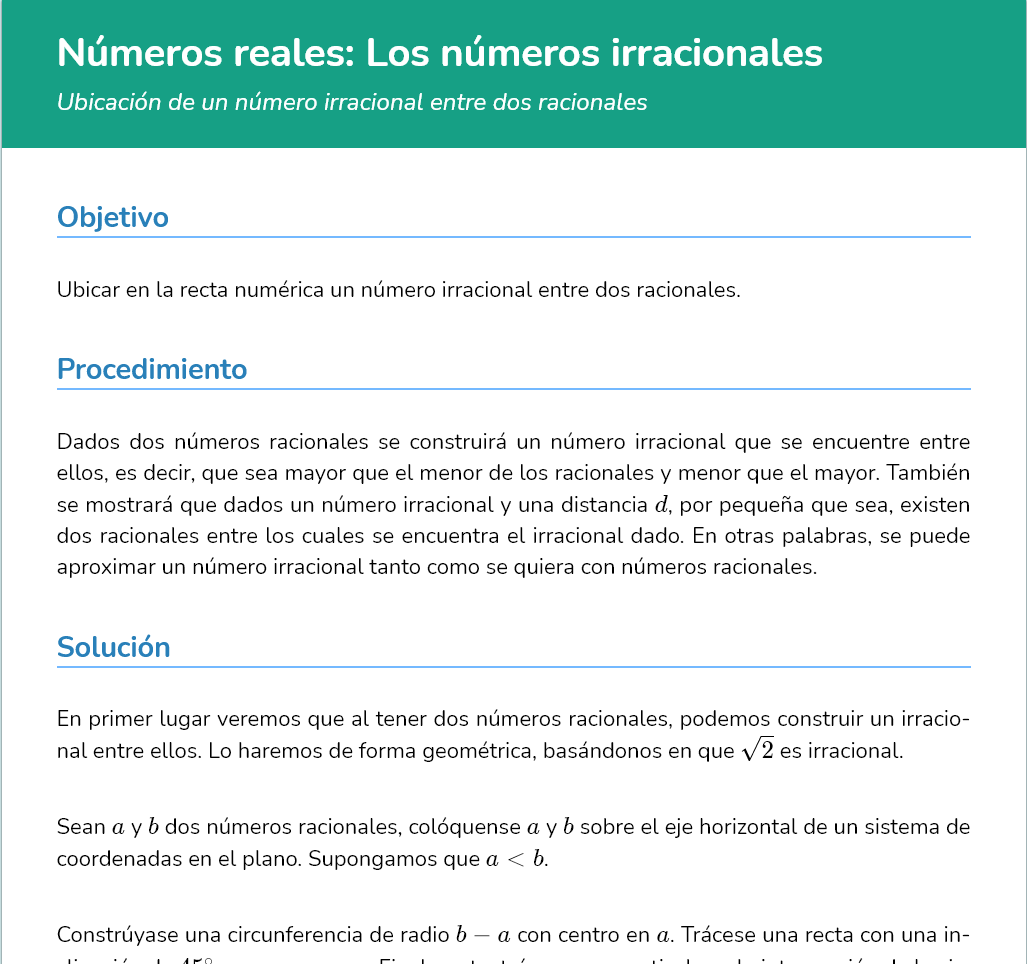 Números reales: Los números irracionales
Ubicación de un número irracional entre dos racionales
Objetivo
Ubicar en la recta numérica un número irracional entre dos racionales.
Procedimiento
Dados dos números racionales se construirá un número irracional que se encuentre entre
ellos, es decir, que sea mayor que el menor de los racionales y menor que el mayor. También
se mostrará que dados un número irracional y una distancia d, por pequeña que sea, existen
dos racionales entre los cuales se encuentra el irracional dado. En otras palabras, se puede
aproximar un número irracional tanto como se quiera con números racionales.
Solución
En primer lugar veremos que al tener dos números racionales, podemos construir un irracio-
nal entre ellos. Lo haremos de forma geométrica, basándonos en que √2 es irracional.
Sean a y b dos números racionales, colóquense a y b sobre el eje horizontal de un sistema de
coordenadas en el plano. Supongamos que a < b.
Constrúyase una circunferencia de radio b − a con centro en a. Trácese una recta con una in-